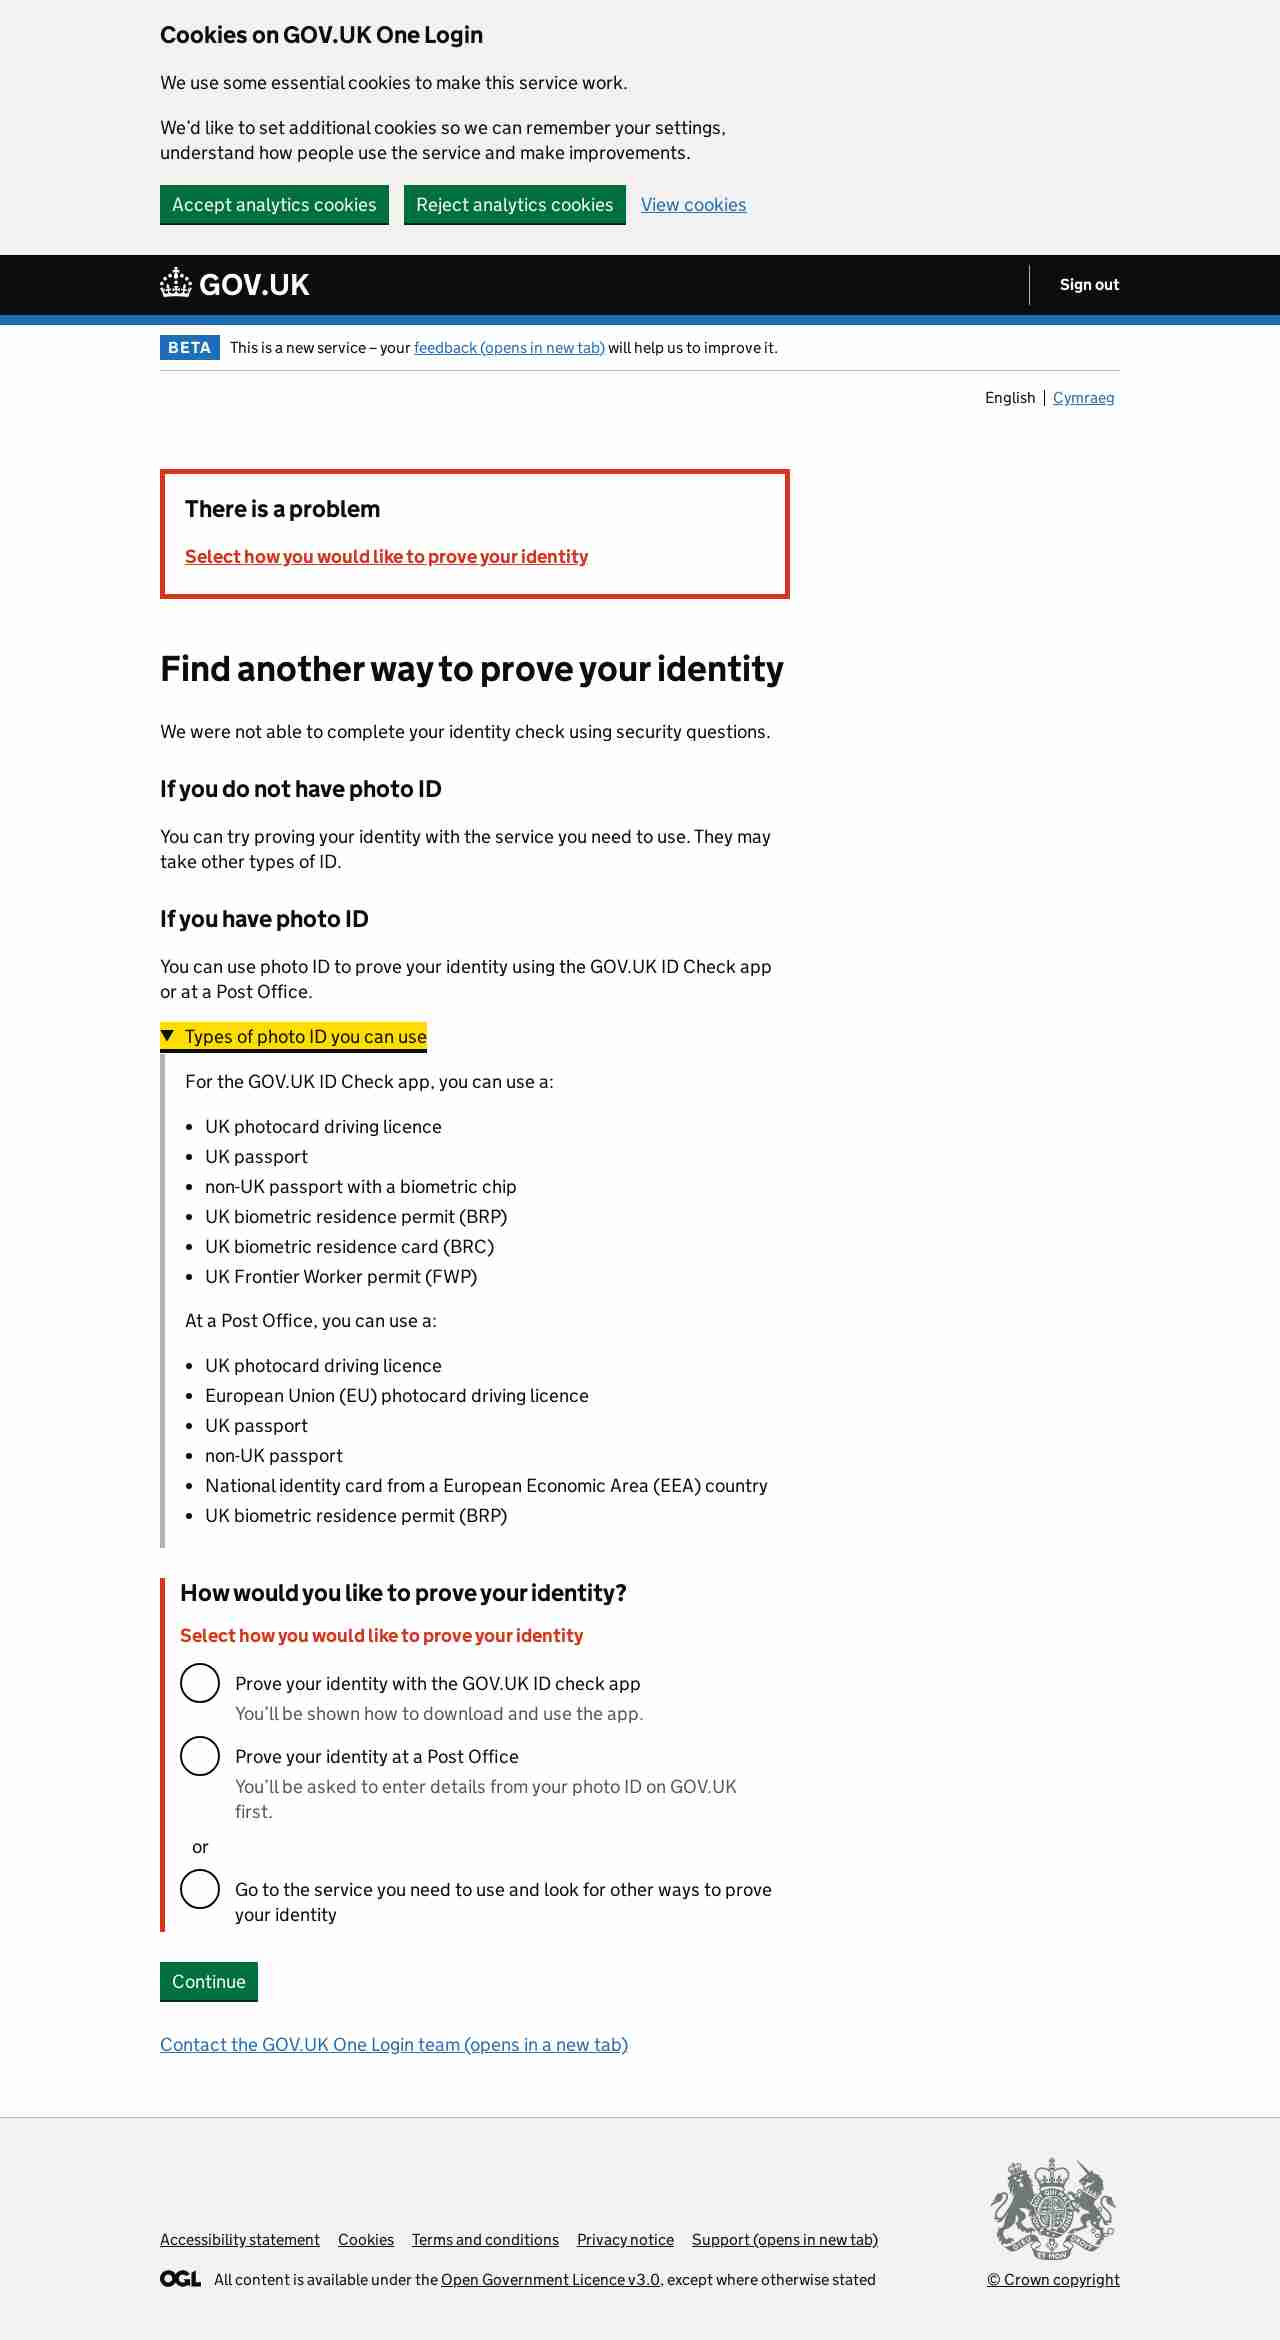 Cookies on GOV.UK One Login
We use some essential cookies to make this service work.
We'd like to set additional cookies so we can remember your settings,
understand how people use the service and make improvements.
Accept analytics cookies Reject analytics cookies View cookies
GOV.UK Sign out
BETA This is a new service – your feedback (opens in new tab) will help us to improve it.
English Cymraeg
There is a problem
Select how you would like to prove your identity
Find another way to prove your identity
We were not able to complete your identity check using security questions.
If you do not have photo ID
You can try proving your identity with the service you need to use. They may
take other types of ID.
If you have photo ID
You can use photo ID to prove your identity using the GOV.UK ID Check app
or at a Post Office.
Types of photo ID you can use
For the GOV.UK ID Check app, you can use a:
• UK photocard driving licence
• UK passport
• non-UK passport with a biometric chip
• UK biometric residence permit (BRP)
• UK biometric residence card (BRC)
• UK Frontier Worker permit (FWP)
At a Post Office, you can use a:
• UK photocard driving licence
• European Union (EU) photocard driving licence
• UK passport
• non-UK passport
• National identity card from a European Economic Area (EEA) country
• UK biometric residence permit (BRP)
How would you like to prove your identity?
Select how you would like to prove your identity
Prove your identity with the GOV.UK ID check app
You'll be shown how to download and use the app.
Prove your identity at a Post Office
You'll be asked to enter details from your photo ID on GOV.UK
first.
or
Go to the service you need to use and look for other ways to prove
your identity
Continue
Contact the GOV.UK One Login team (opens in a new tab)
Accessibility statement Cookies Terms and conditions Privacy notice Support (opens in new tab)
OGL All content is available under the Open Government Licence v3.0, except where otherwise stated
© Crown copyright